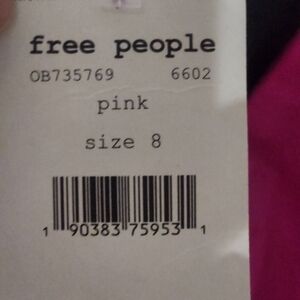 free people
OB735769 6602
pink
size 8
1 90383 75953 1